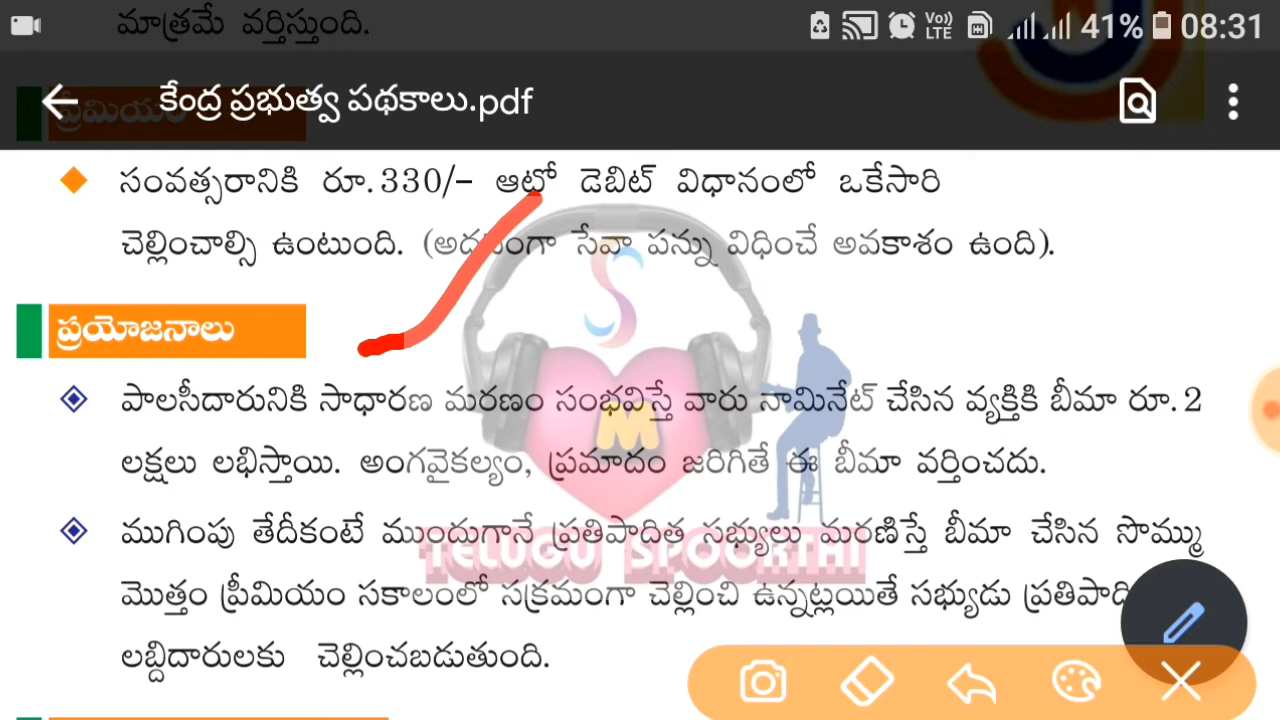 మాత్రమే వర్తిస్తుంది.
Vo))
LTE
41%
08:31
కేంద్ర ప్రభుత్వ పథకాలు.pdf
ప్రీమియం
సంవత్సరానికి రూ.330/– ఆటో డెబిట్ విధానంలో ఒకేసారి
చెల్లించాల్సి ఉంటుంది. (అదనంగా సేవా పన్ను విధించే అవకాశం ఉంది).
ప్రయోజనాలు
పాలసీదారునికి సాధారణ మరణం సంభవిస్తే వారు నామినేట్ చేసిన వ్యక్తికి బీమా రూ.2
లక్షలు లభిస్తాయి. అంగవైకల్యం, ప్రమాదం జరిగితే ఈ బీమా వర్తించదు.
ముగింపు తేదీకంటే ముందుగానే ప్రతిపాదిత సభ్యులు మరణిస్తే బీమా చేసిన సొమ్ము
మొత్తం ప్రీమియం సకాలంలో సక్రమంగా చెల్లించి ఉన్నట్లయితే సభ్యుడు
లబ్దిదారులకు చెల్లించబడుతుంది.
S
M
TELUGU SPOORTHI